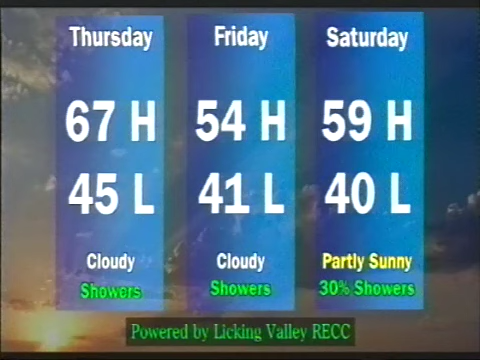 Thursday
67 H
45 L
Cloudy
Showers
Friday
54 H
41 L
Cloudy
Showers
Saturday
59 H
40 L
Partly Sunny
30% Showers
Powered by Licking Valley RECC